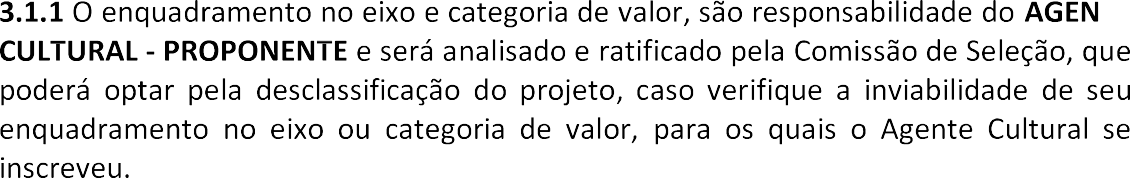 3.1.1 O enquadramento no eixo e categoria de valor, são responsabilidade do AGEN
CULTURAL - PROPONENTE e será analisado e ratificado pela Comissão de Seleção, que
poderá optar pela desclassificação do projeto, caso verifique a inviabilidade de seu
enquadramento no eixo ou categoria de valor, para os quais o Agente Cultural se
inscreveu.